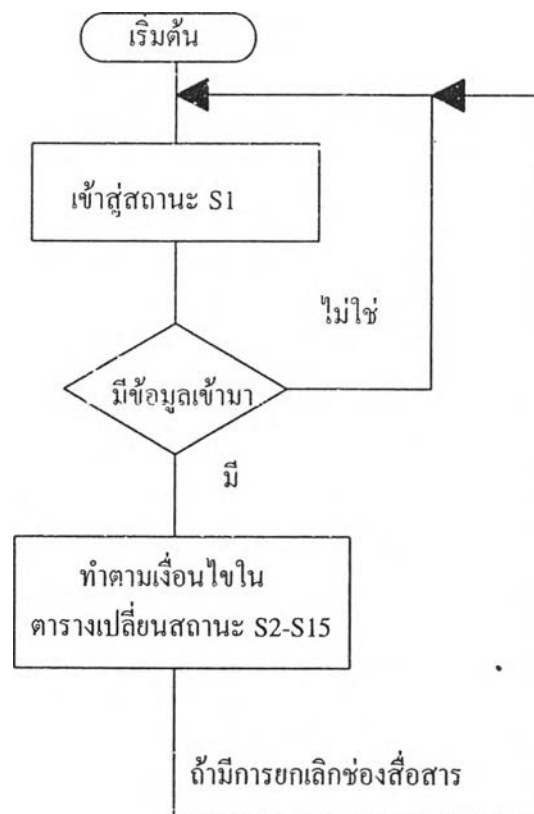 เริ่มต้น
เข้าสู่สถานะ S1
ไม่ใช่
มีข้อมูลเข้ามา
มี
ทำตามเงื่อนไขใน
ตารางเปลี่ยนสถานะ S2-S15
ถ้ามีการยกเลิกช่องสื่อสาร